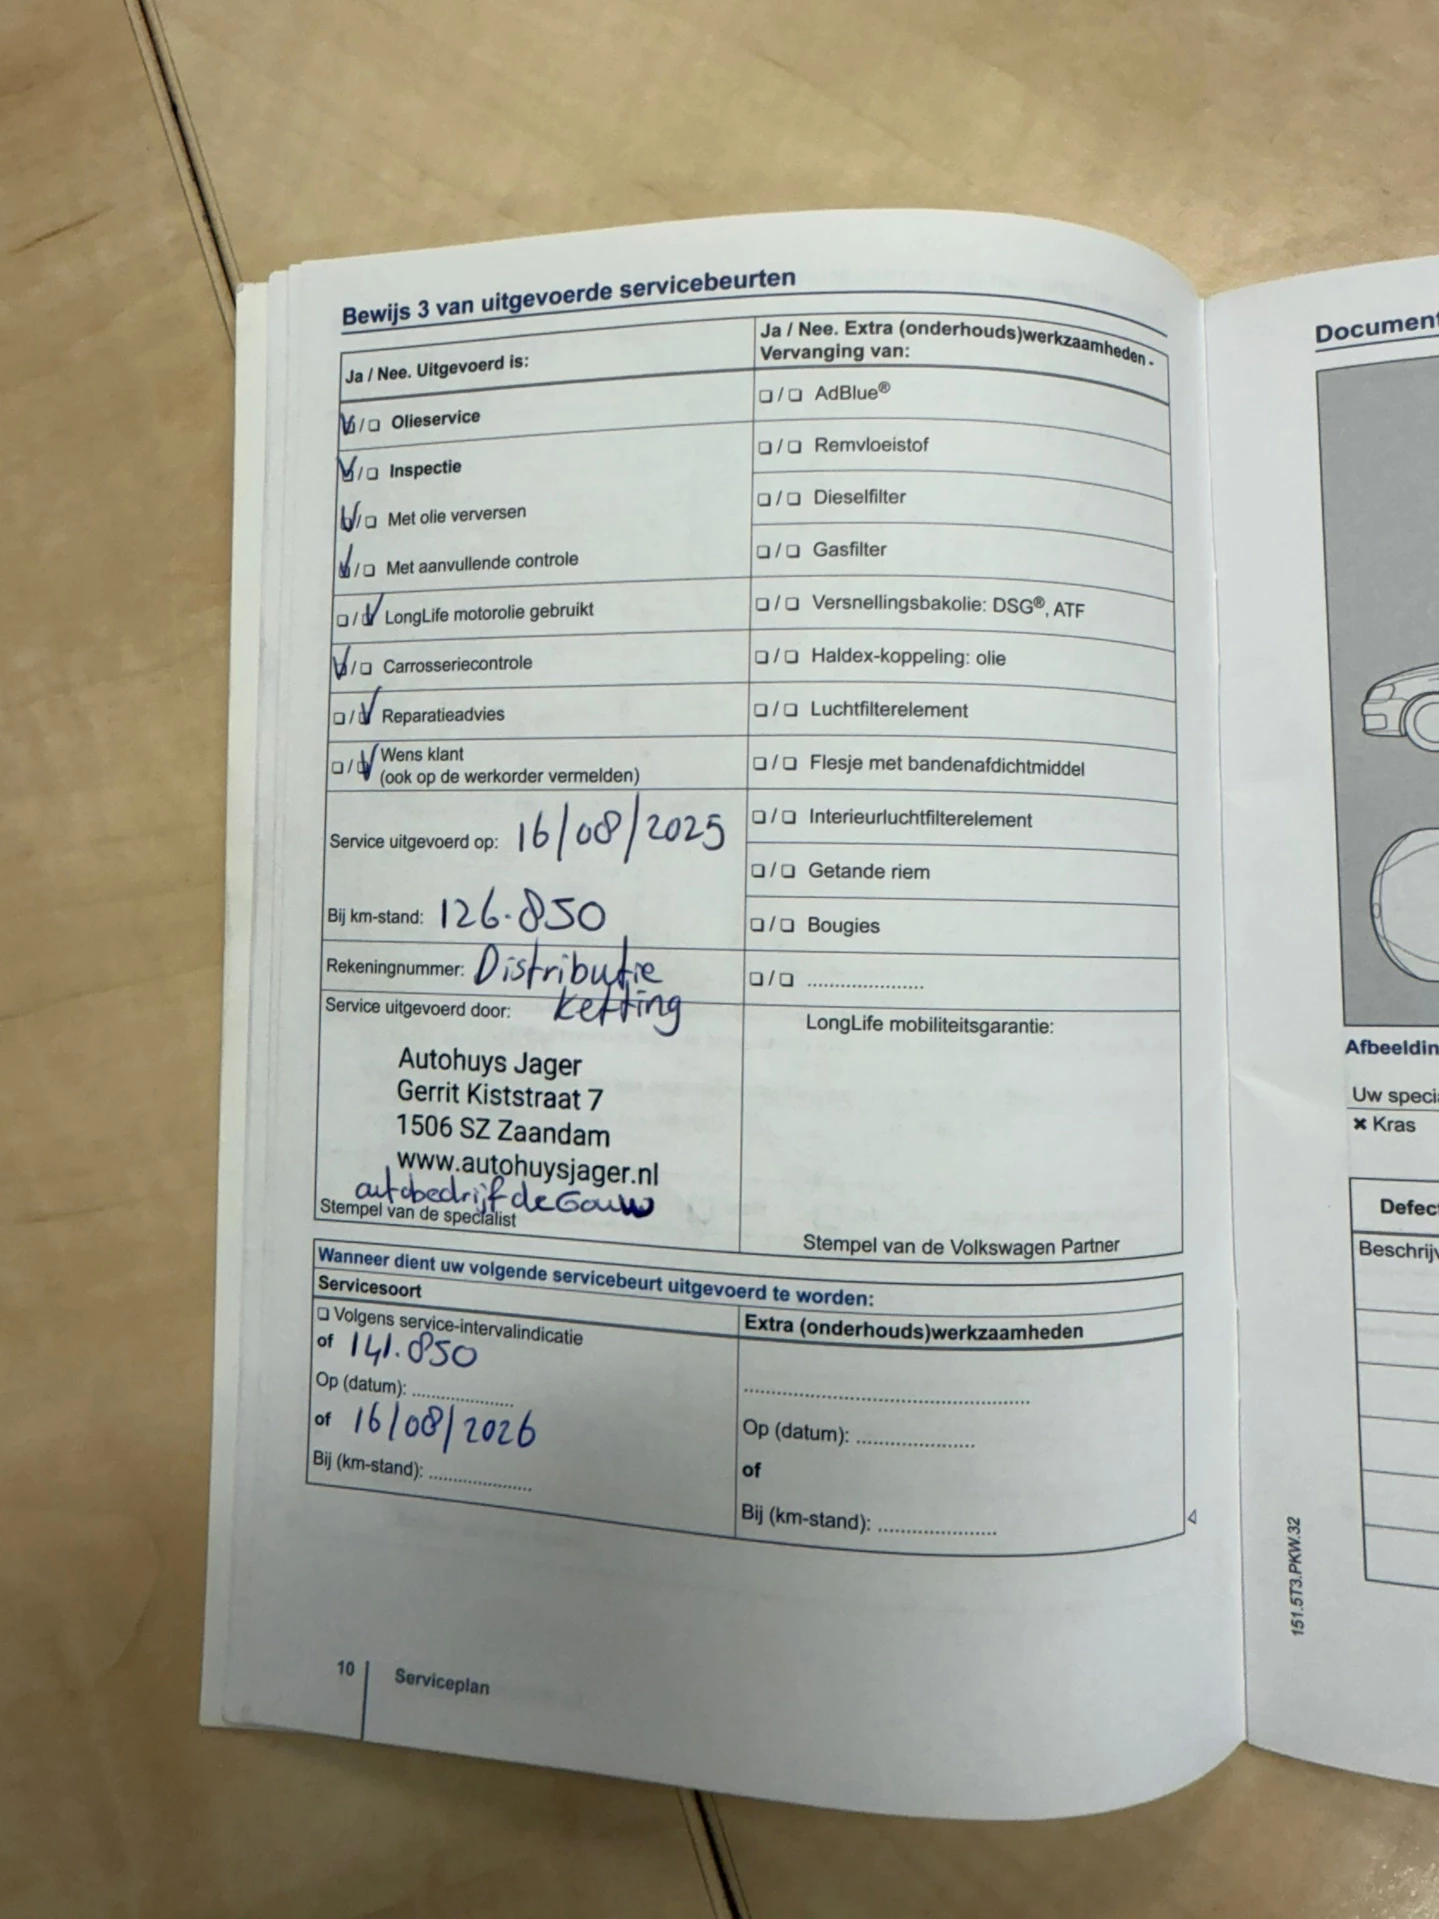 Bewijs 3 van uitgevoerde servicebeurten
Ja / Nee. Uitgevoerd is:
☑/❑ Olieservice
☑/❑ Inspectie
☑/❑ Met olie verversen
☑/❑ Met aanvullende controle
❑/☑ LongLife motorolie gebruikt
☑/❑ Carrosseriecontrole
❑/☑ Reparatieadvies
❑/☑ Wens klant
(ook op de werkorder vermelden)
Service uitgevoerd op: 16/08/2025
Bij km-stand: 126.850
Rekeningnummer: Distributie
ketting
Service uitgevoerd door:
Autohuys Jager
Gerrit Kiststraat 7
1506 SZ Zaandam
www.autohuysjager.nl
autobedrijf de Gouw
Stempel van de specialist
Ja / Nee. Extra (onderhouds)werkzaamheden -
Vervanging van:
❑/❑ AdBlue®
❑/❑ Remvloeistof
❑/❑ Dieselfilter
❑/❑ Gasfilter
❑/❑ Versnellingsbakolie: DSG®, ATF
❑/❑ Haldex-koppeling: olie
❑/❑ Luchtfilterelement
❑/❑ Flesje met bandenafdichtmiddel
❑/❑ Interieurluchtfilterelement
❑/❑ Getande riem
❑/❑ Bougies
❑/❑ ......................
LongLife mobiliteitsgarantie:
Stempel van de Volkswagen Partner
Wanneer dient uw volgende servicebeurt uitgevoerd te worden:
Servicesoort
❑ Volgens service-intervalindicatie
of 141.850
Op (datum): ...................
of 16/08/2026
Bij (km-stand): ...................
Extra (onderhouds)werkzaamheden
.....................................................
Op (datum): ......................
of
Bij (km-stand): ......................
10
Serviceplan
Document
Afbeeldin
Uw speci
✖ Kras
Defec
Beschrijv
151.5T3.PKW.32